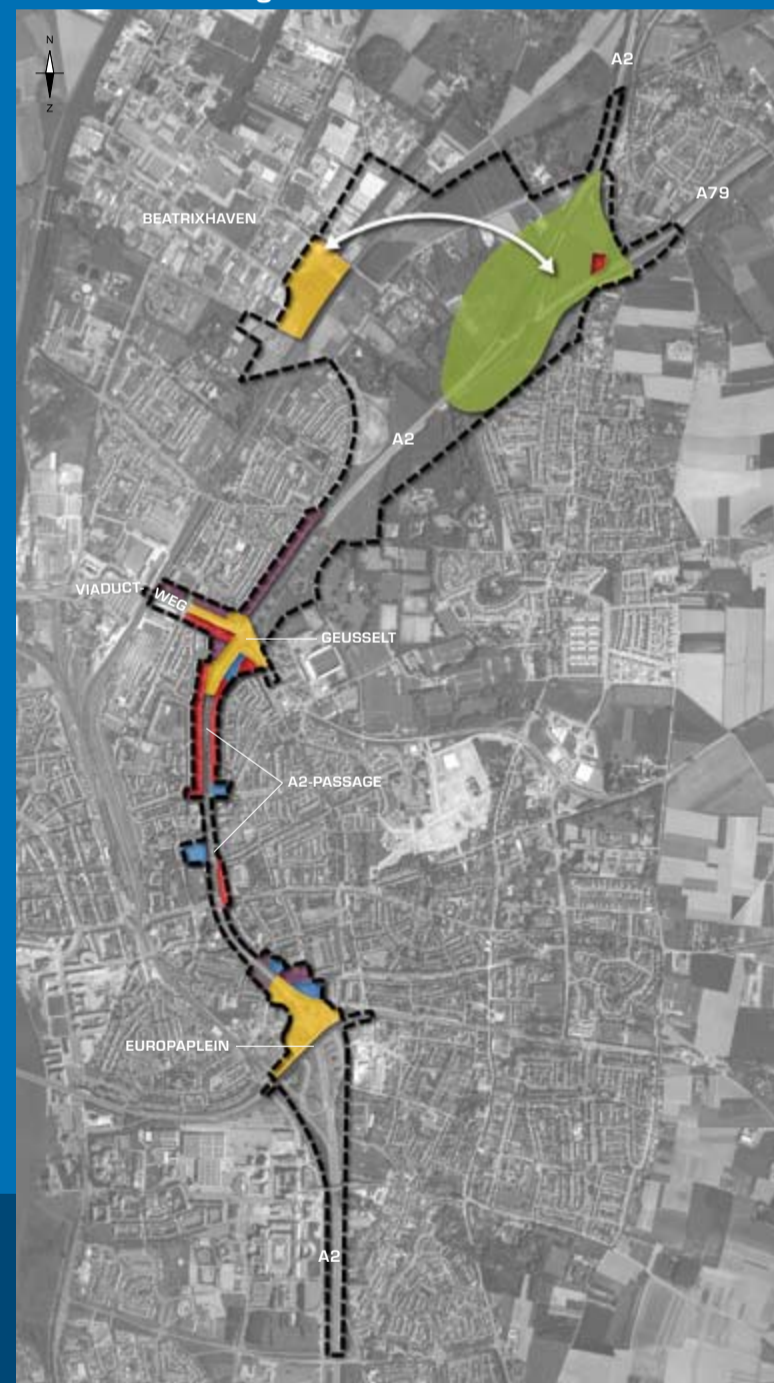 N
Z
A2
A79
BEATRIXHAVEN
A2
VIADUCT-
WEG
GEUSSELT
A2-PASSAGE
EUROPAPLEIN
A2